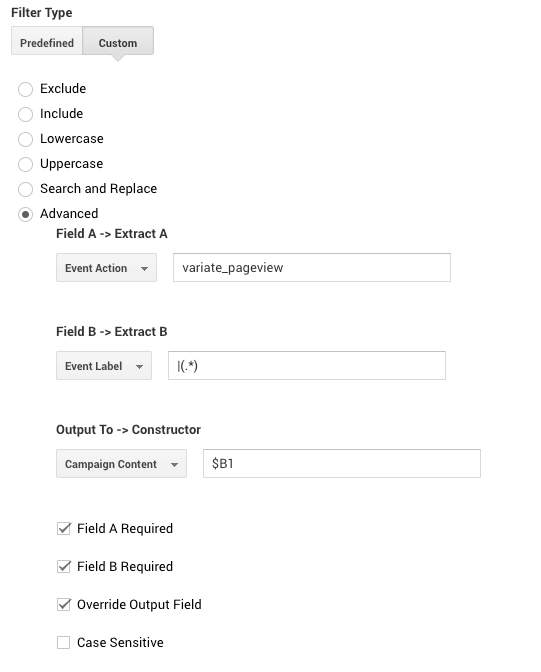 Filter Type
Predefined Custom
Exclude
Include
Lowercase
Uppercase
Search and Replace
Advanced
Field A -> Extract A
Event Action variate_pageview
Field B -> Extract B
Event Label |(.*)
Output To -> Constructor
Campaign Content $B1
Field A Required
Field B Required
Override Output Field
Case Sensitive